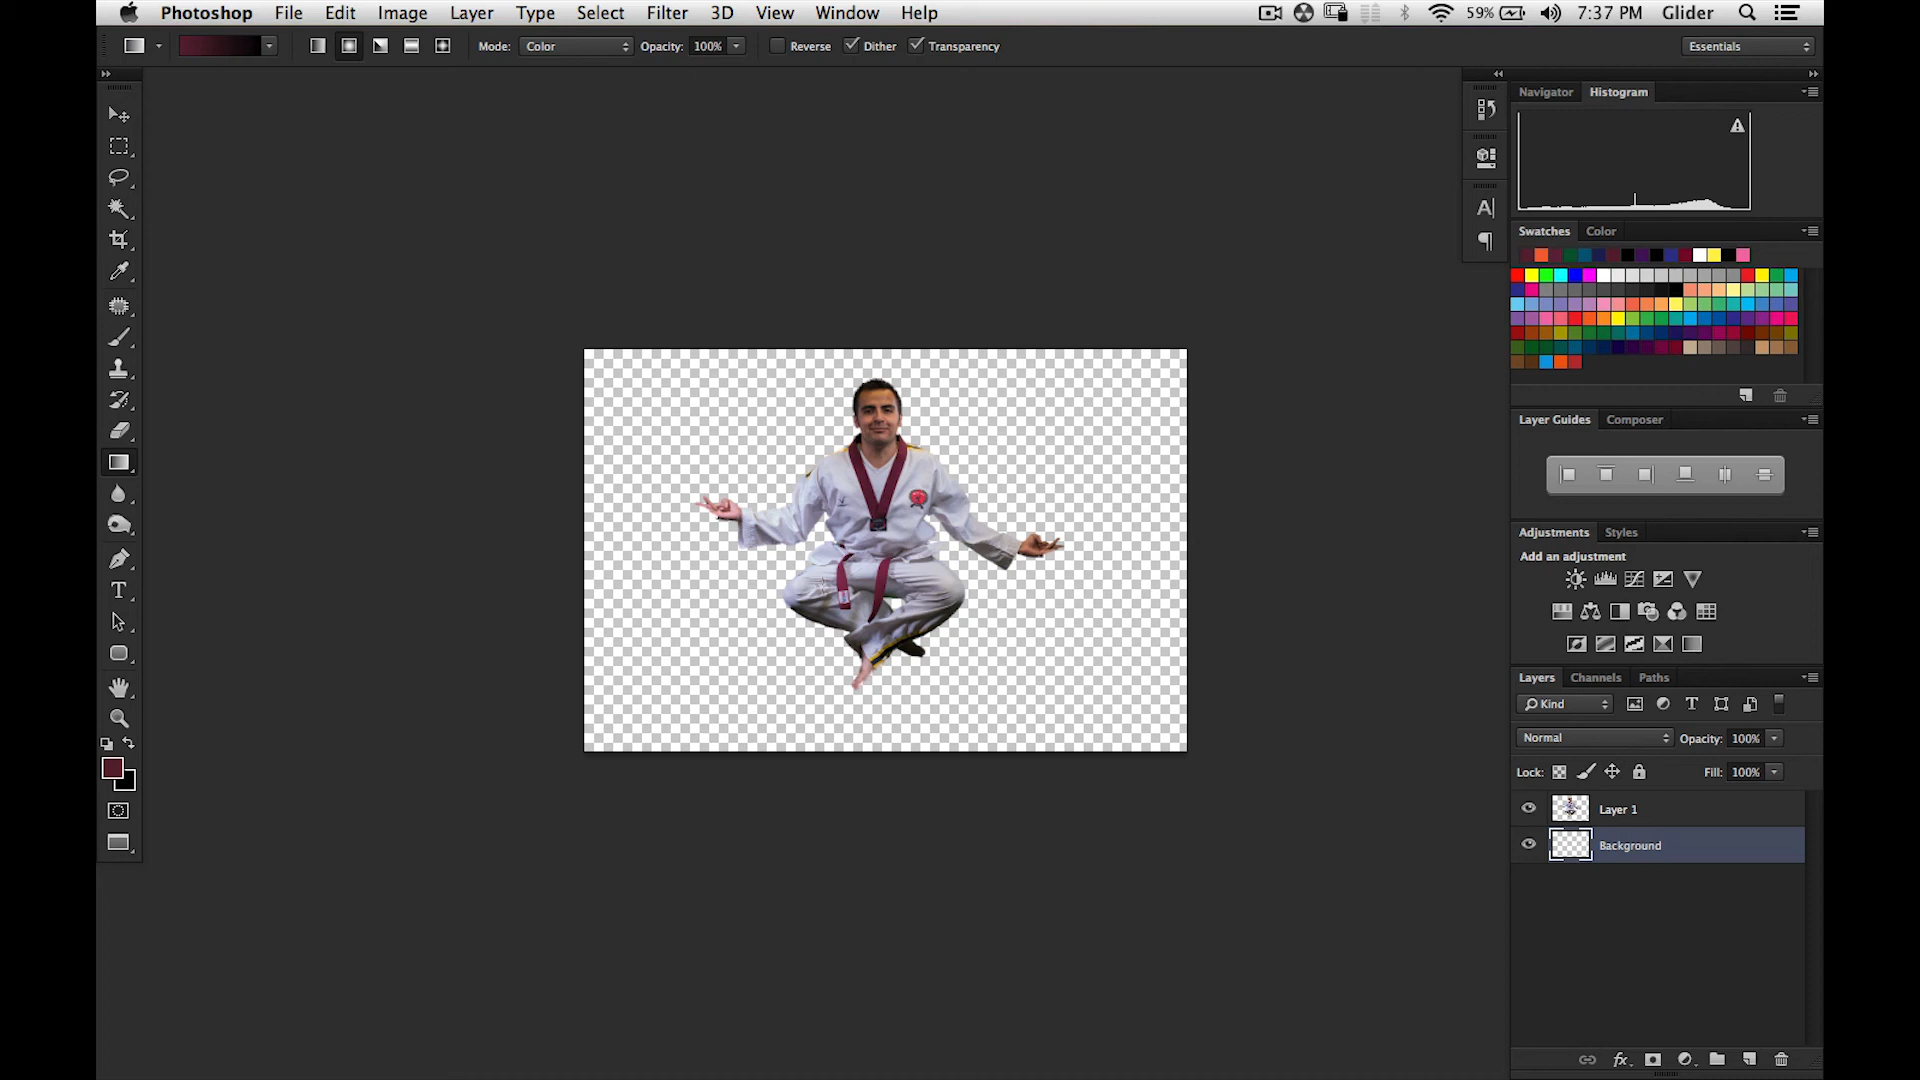 Photoshop File Edit Image Layer Type Select Filter 3D View Window Help 59% 7:37 PM Glider
Mode: Color Opacity: 100% Reverse Dither Transparency Essentials
Navigator Histogram
Swatches Color
Layer Guides Composer
Adjustments Styles
Add an adjustment
Layers Channels Paths
Kind
Normal Opacity: 100%
Lock: Fill: 100%
Layer 1
Background